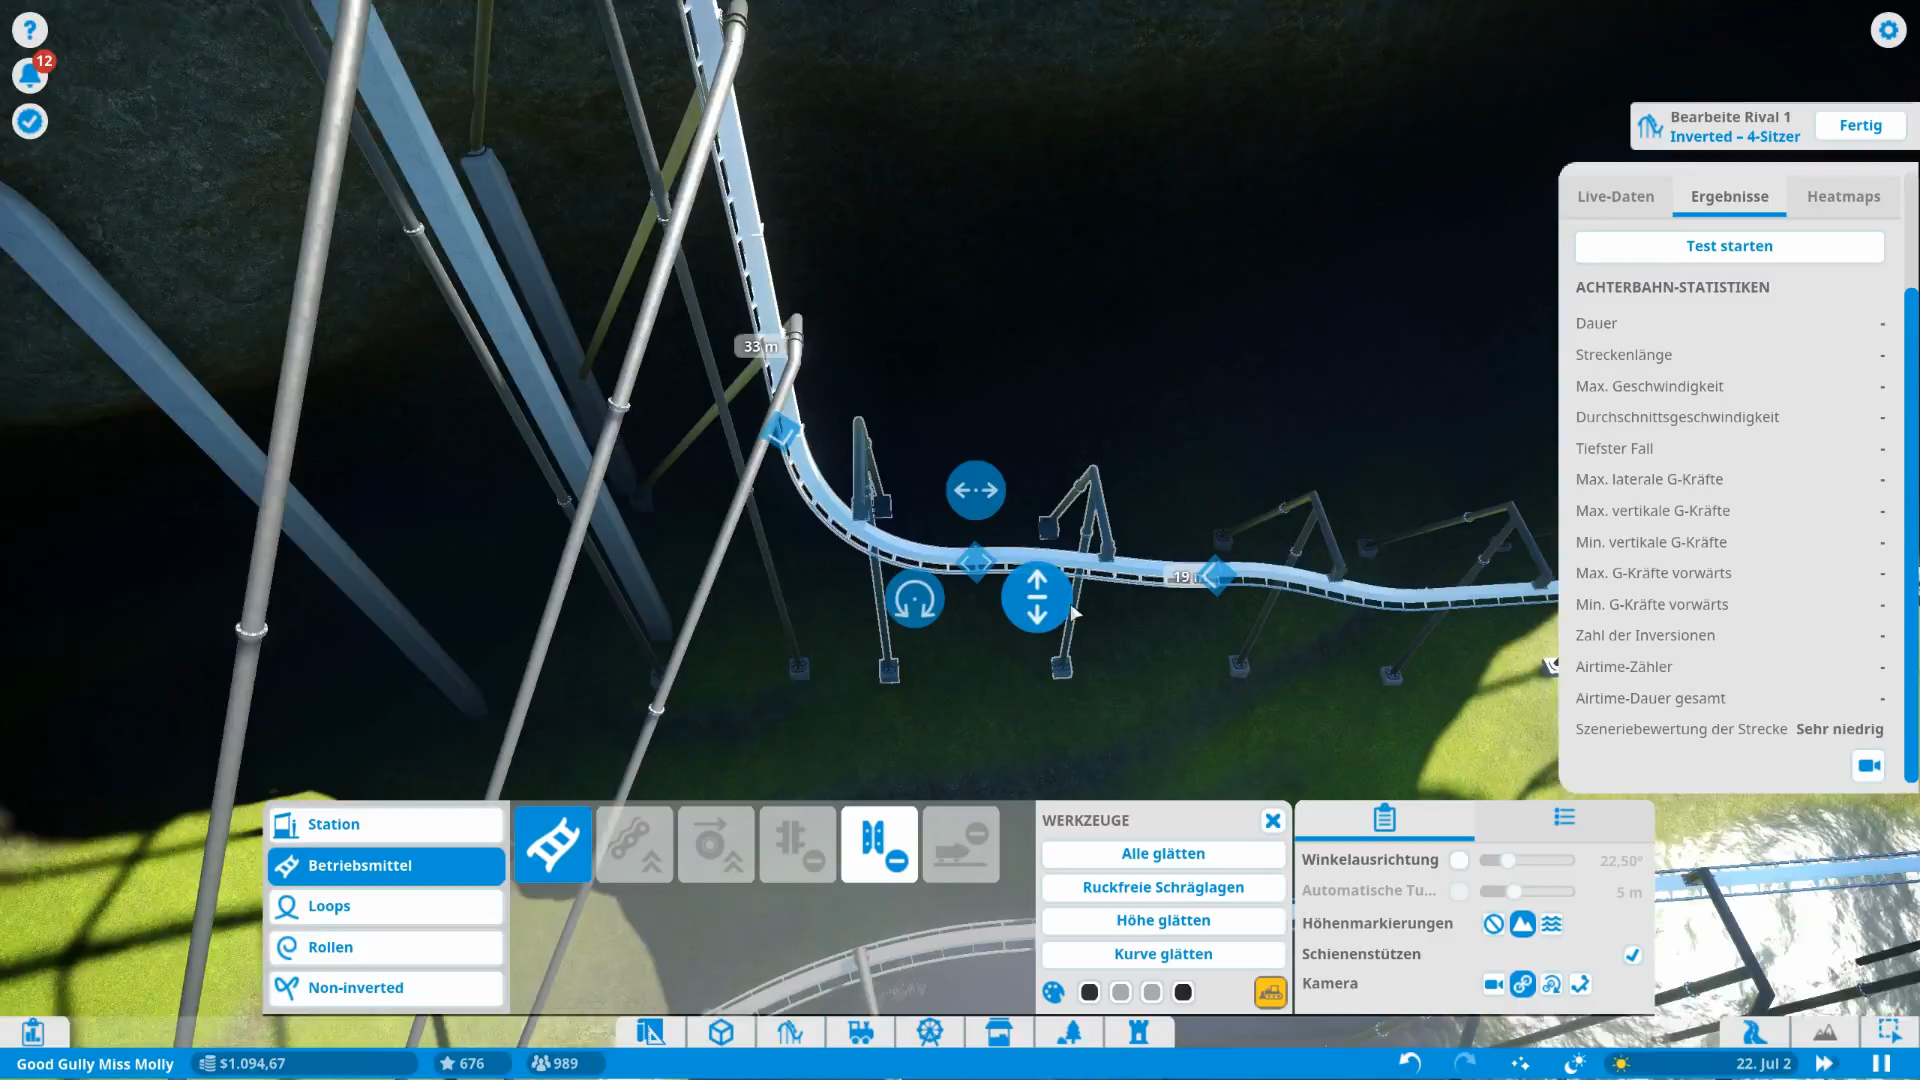 12
Bearbeite Rival 1
Inverted – 4-Sitzer
Fertig
Live-Daten
Ergebnisse
Heatmaps
Test starten
ACHTERBAHN-STATISTIKEN
Dauer -
Streckenlänge -
Max. Geschwindigkeit -
Durchschnittsgeschwindigkeit -
Tiefster Fall -
Max. laterale G-Kräfte -
Max. vertikale G-Kräfte -
Min. vertikale G-Kräfte -
Max. G-Kräfte vorwärts -
Min. G-Kräfte vorwärts -
Zahl der Inversionen -
Airtime-Zähler -
Airtime-Dauer gesamt -
Szeneriebewertung der Strecke Sehr niedrig
33 m
19
Station
Betriebsmittel
Loops
Rollen
Non-inverted
WERKZEUGE
Alle glätten
Ruckfreie Schräglagen
Höhe glätten
Kurve glätten
Winkelausrichtung 22,50°
Automatische Tu... 5 m
Höhenmarkierungen
Schienenstützen
Kamera
Good Gully Miss Molly
$1.094,67
676
989
22. Jul 2